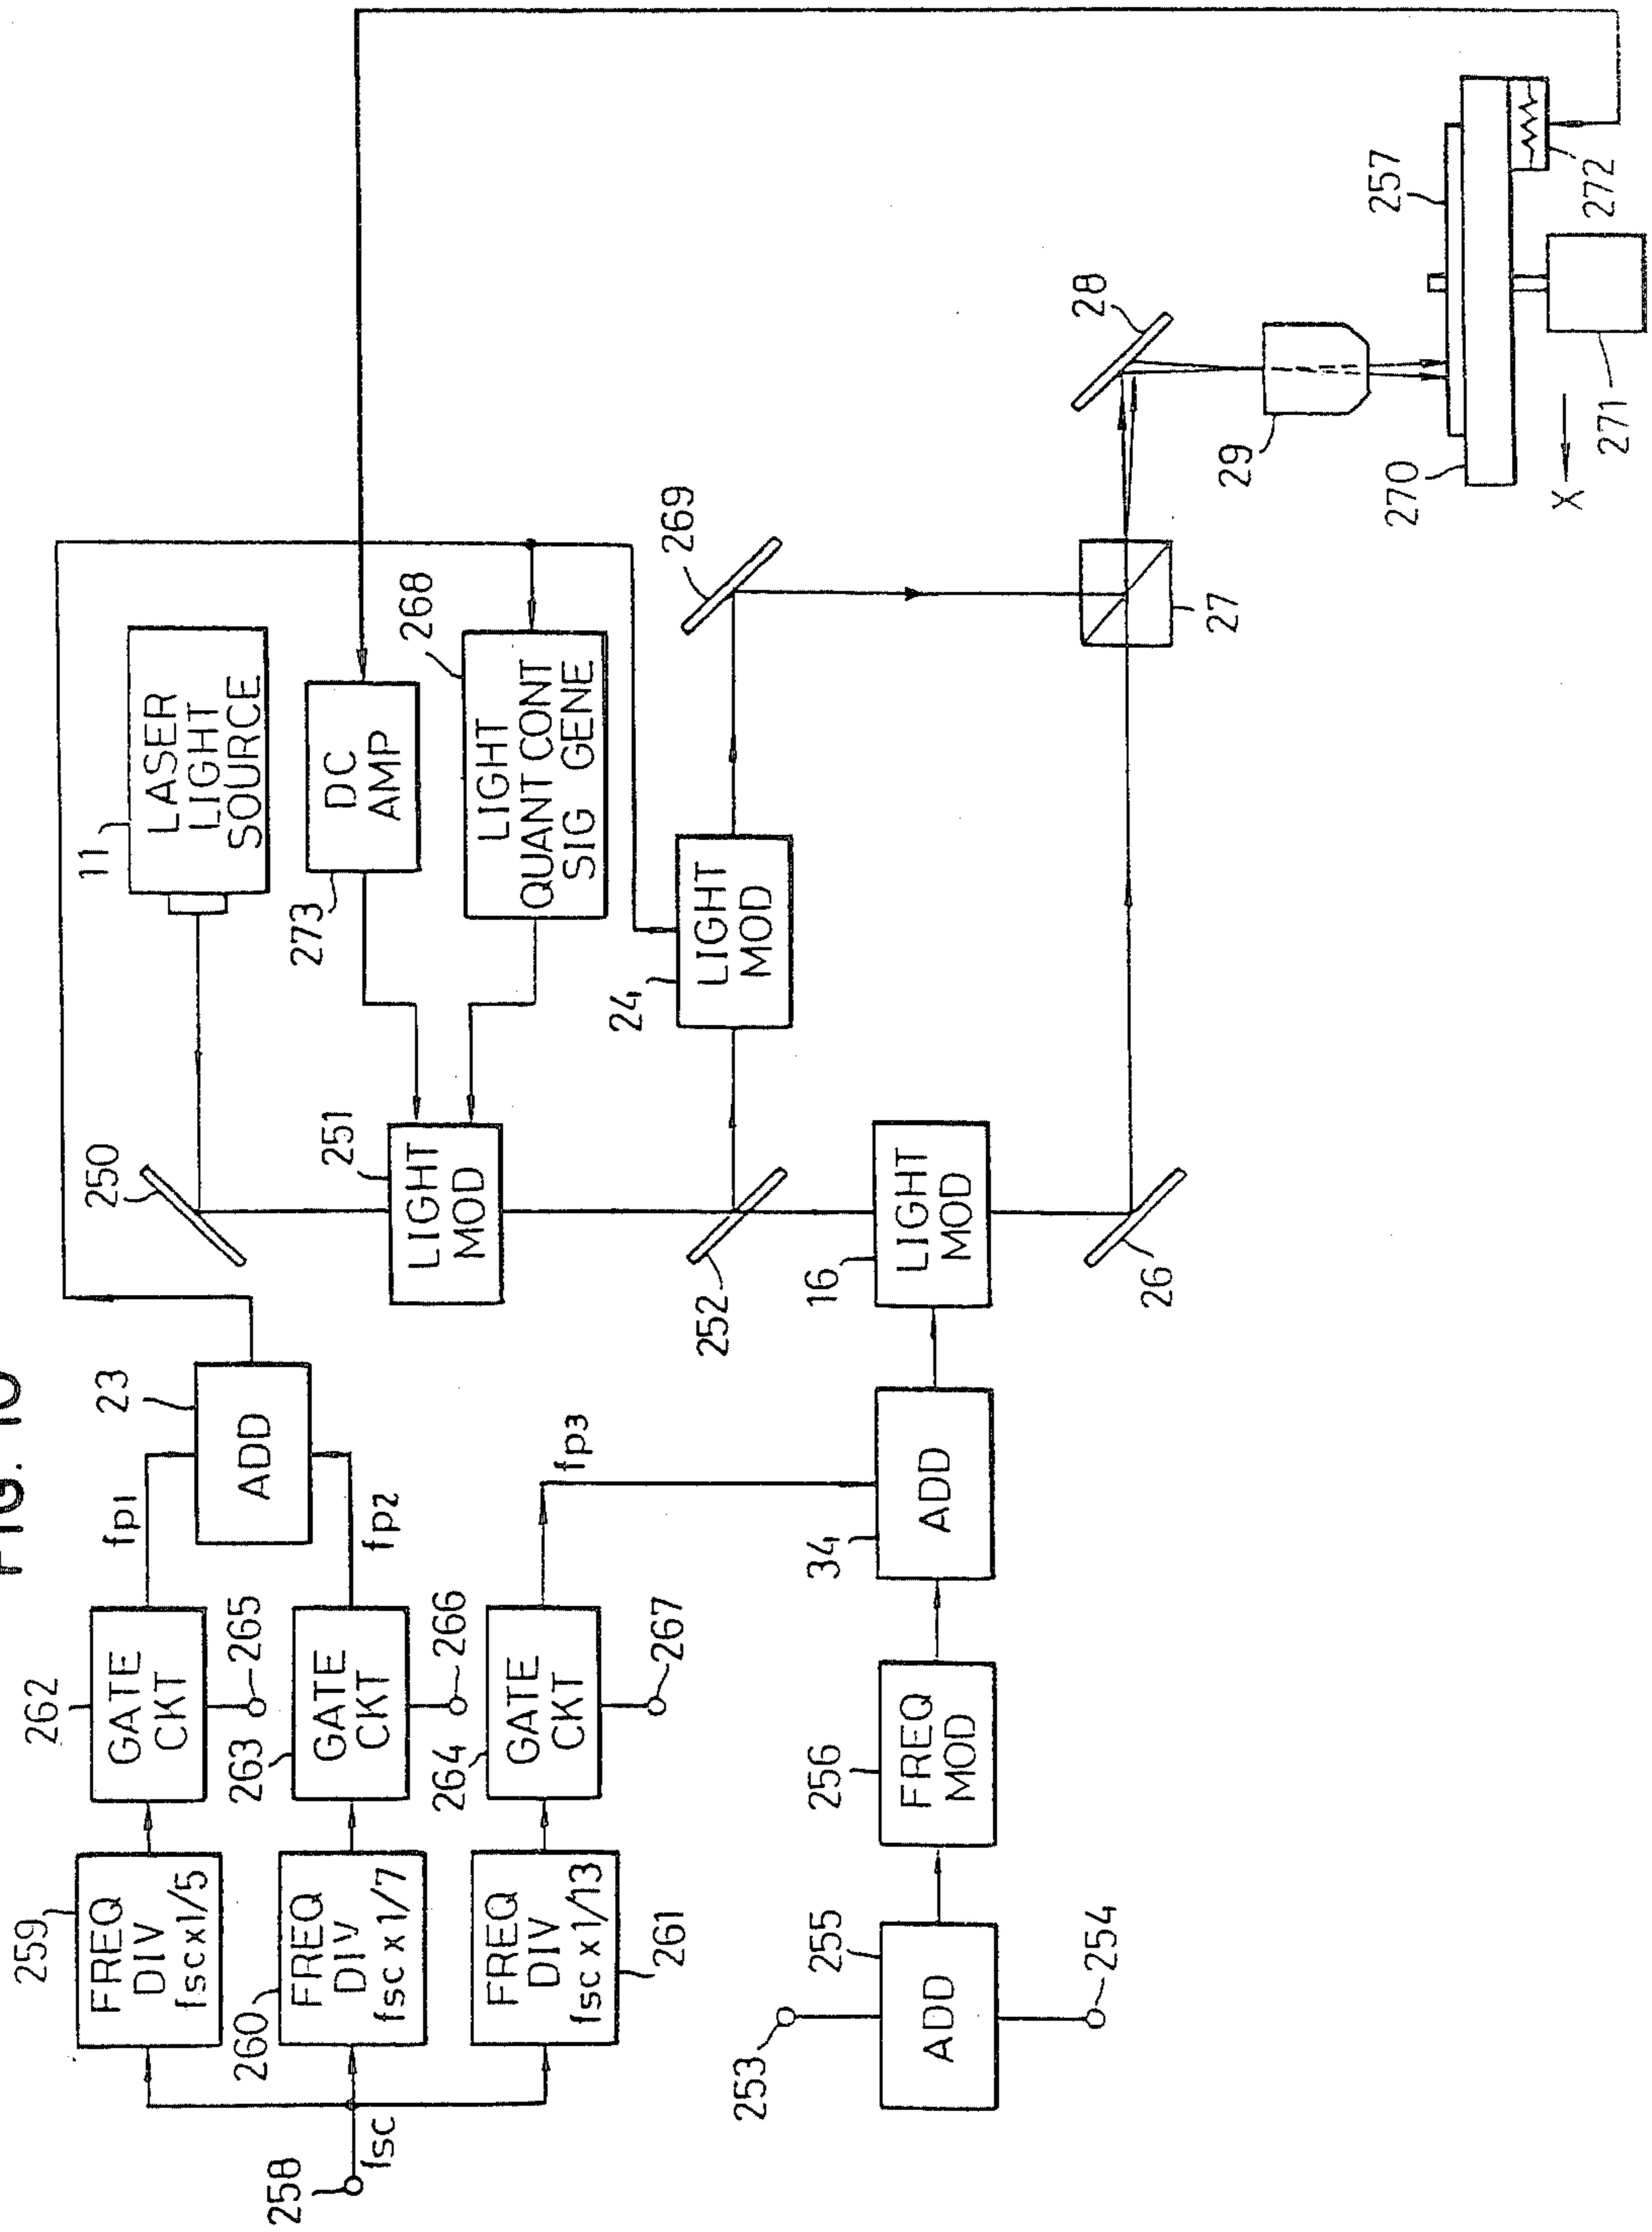 FIG. 10
258
fsc
259
FREQ
DIV
fsc x 1/5
260
FREQ
DIV
fsc x 1/7
261
FREQ
DIV
fsc x 1/13
262
GATE
CKT
265
263
GATE
CKT
266
264
GATE
CKT
267
fp1
fp2
fp3
23
ADD
253
254
255
ADD
256
FREQ
MOD
34
ADD
16
LIGHT
MOD
26
250
251
LIGHT
MOD
252
11
LASER
LIGHT
SOURCE
273
DC
AMP
268
LIGHT
QUANT CONT
SIG GENE
24
LIGHT
MOD
269
27
28
29
257
270
X
271
272